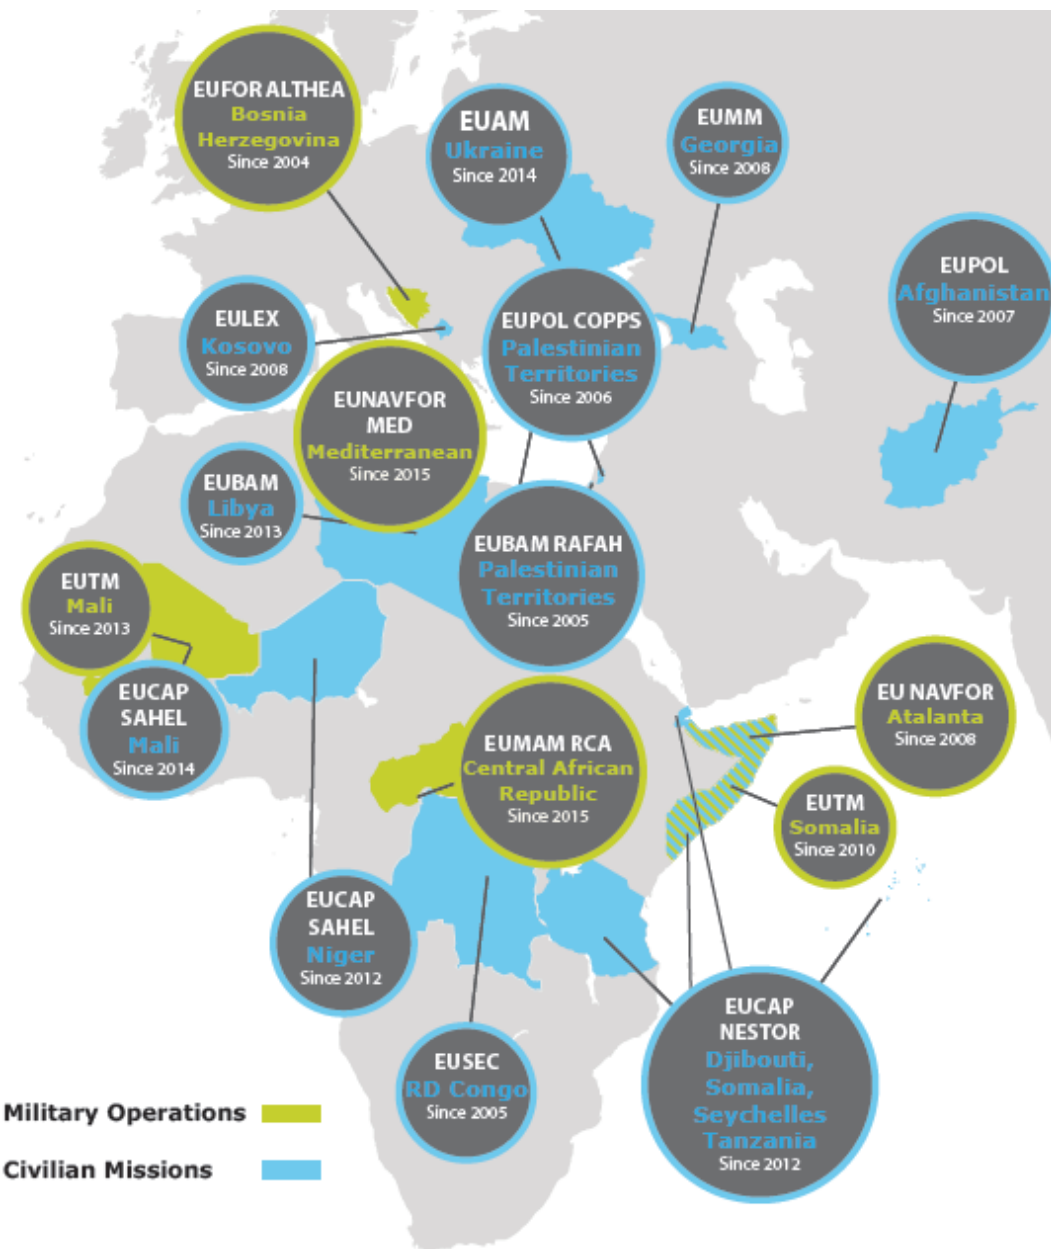 EUFOR ALTHEA
Bosnia
Herzegovina
Since 2004
EUAM
Ukraine
Since 2014
EUMM
Georgia
Since 2008
EUPOL
Afghanistan
Since 2007
EULEX
Kosovo
Since 2008
EUPOL COPPS
Palestinian
Territories
Since 2006
EUNAVFOR
MED
Mediterranean
Since 2015
EUBAM
Libya
Since 2013
EUBAM RAFAH
Palestinian
Territories
Since 2005
EUTM
Mali
Since 2013
EUCAP
SAHEL
Mali
Since 2014
EUMAM RCA
Central African
Republic
Since 2015
EU NAVFOR
Atalanta
Since 2008
EUTM
Somalia
Since 2010
EUCAP
SAHEL
Niger
Since 2012
EUSEC
RD Congo
Since 2005
EUCAP
NESTOR
Djibouti,
Somalia,
Seychelles
Tanzania
Since 2012
Military Operations
Civilian Missions